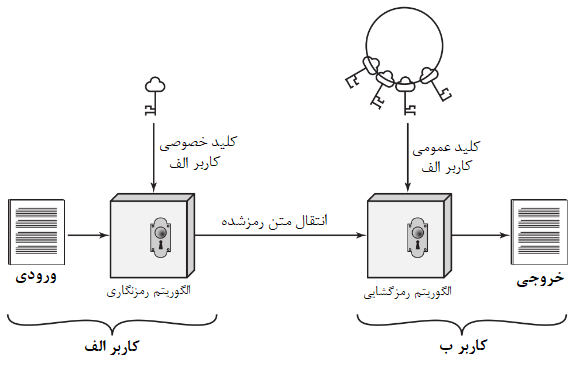 کلید خصوصی
کاربر الف
کلید عمومی
کاربر الف
انتقال متن رمزشده
ورودی
الگوریتم رمزنگاری
الگوریتم رمزگشایی
خروجی
کاربر الف
کاربر ب